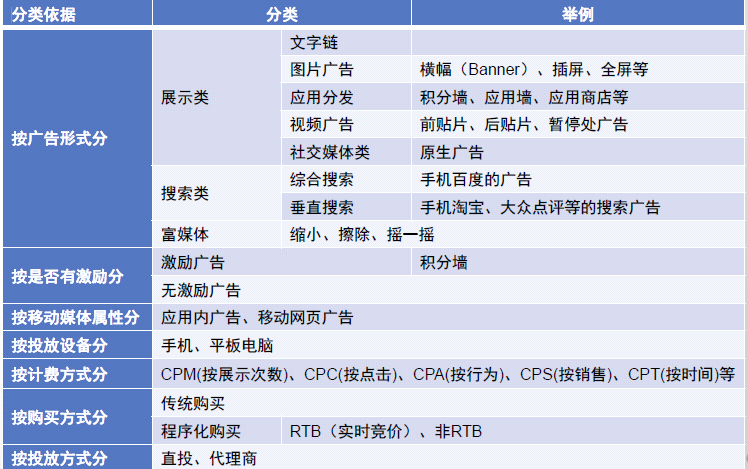 分类依据 分类 举例
按广告形式分 展示类 文字链
图片广告 横幅（Banner）、插屏、全屏等
应用分发 积分墙、应用墙、应用商店等
视频广告 前贴片、后贴片、暂停处广告
社交媒体类 原生广告
搜索类 综合搜索 手机百度的广告
垂直搜索 手机淘宝、大众点评等的搜索广告
富媒体 缩小、擦除、摇一摇
按是否有激励分 激励广告 积分墙
无激励广告
按移动媒体属性分 应用内广告、移动网页广告
按投放设备分 手机、平板电脑
按计费方式分 CPM(按展示次数)、CPC(按点击)、CPA(按行为)、CPS(按销售)、CPT(按时间)等
按购买方式分 传统购买
程序化购买 RTB（实时竞价）、非RTB
按投放方式分 直投、代理商